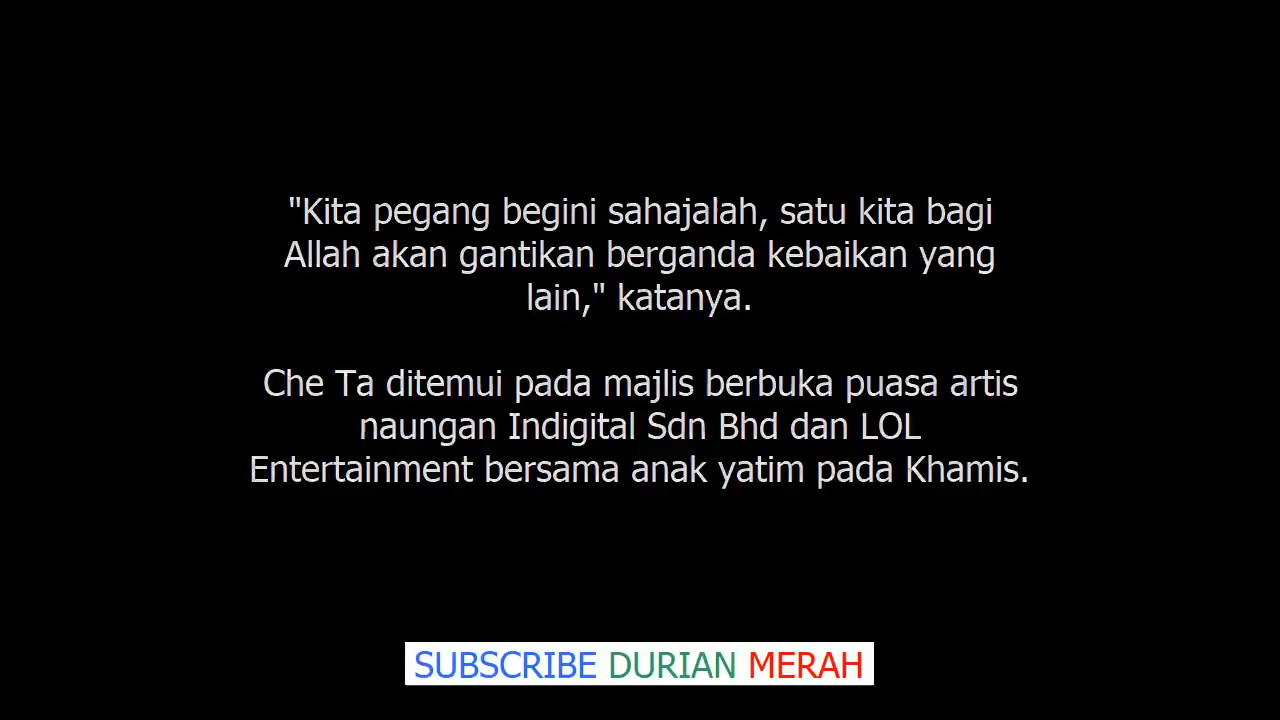 "Kita pegang begini sahajalah, satu kita bagi
Allah akan gantikan berganda kebaikan yang
lain," katanya.
Che Ta ditemui pada majlis berbuka puasa artis
naungan Indigital Sdn Bhd dan LOL
Entertainment bersama anak yatim pada Khamis.
SUBSCRIBE DURIAN MERAH